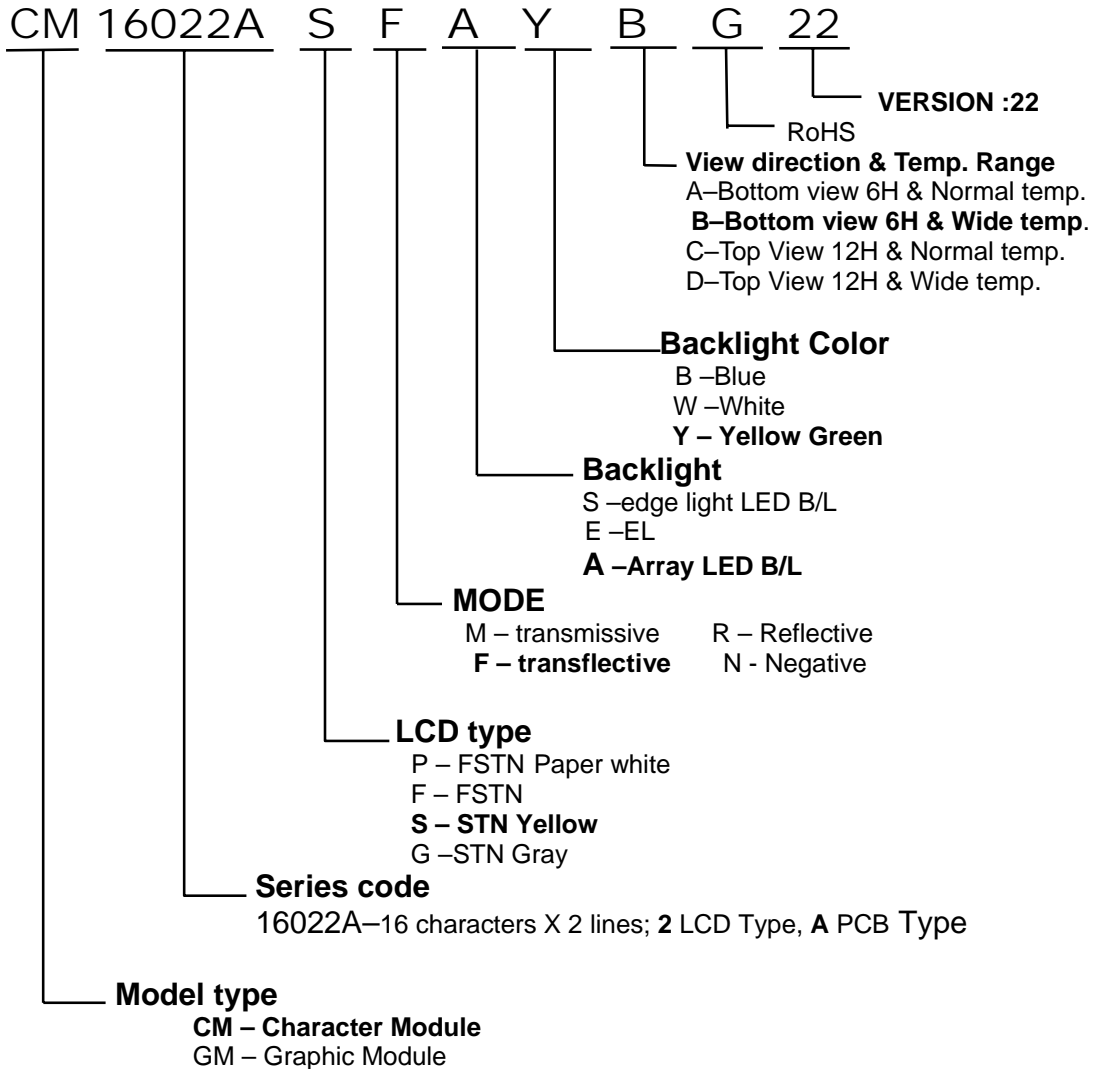 CM 16022A S F A Y B G 22
VERSION :22
RoHS
View direction & Temp. Range
A–Bottom view 6H & Normal temp.
B–Bottom view 6H & Wide temp.
C–Top View 12H & Normal temp.
D–Top View 12H & Wide temp.
Backlight Color
B –Blue
W –White
Y – Yellow Green
Backlight
S –edge light LED B/L
E –EL
A –Array LED B/L
MODE
M – transmissive R – Reflective
F – transflective N - Negative
LCD type
P – FSTN Paper white
F – FSTN
S – STN Yellow
G –STN Gray
Series code
16022A–16 characters X 2 lines; 2 LCD Type, A PCB Type
Model type
CM – Character Module
GM – Graphic Module